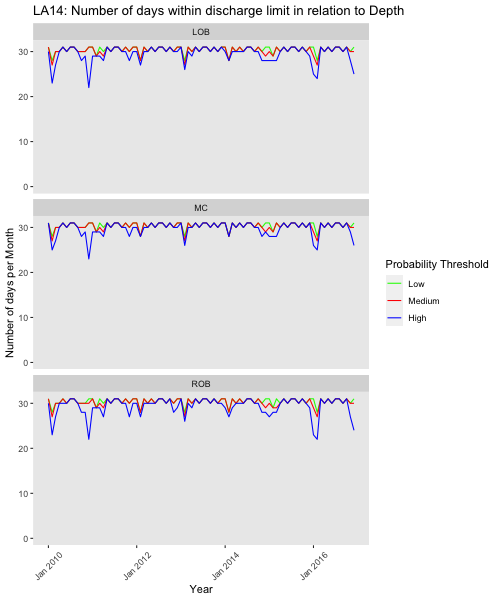 LA14: Number of days within discharge limit in relation to Depth
LOB
30
20
10
0
MC
30
20
10
0
ROB
30
20
10
0
Number of days per Month
Jan 2010
Jan 2012
Jan 2014
Jan 2016
Year
Probability Threshold
Low
Medium
High